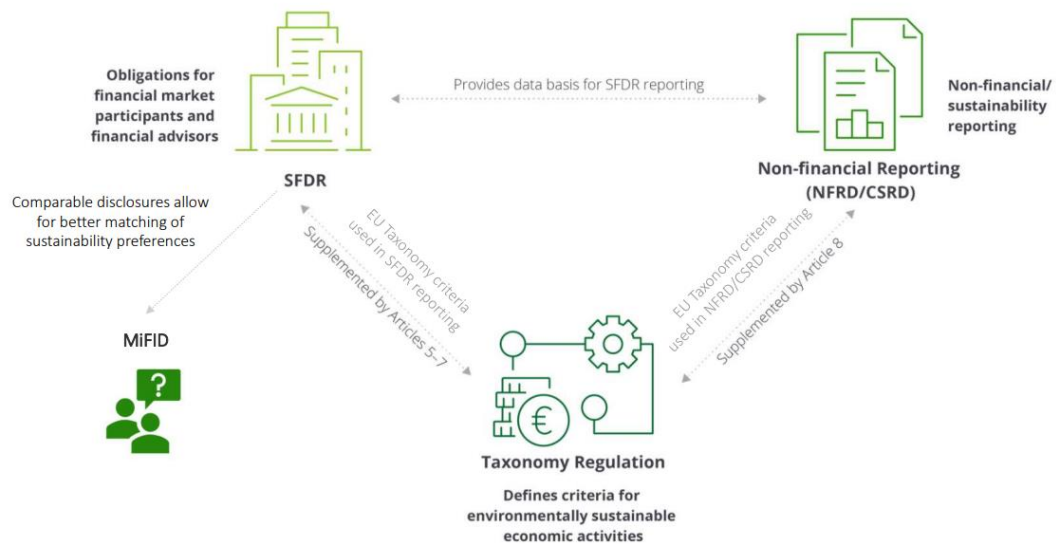 Obligations for
financial market
participants and
financial advisors
Provides data basis for SFDR reporting
Non-financial/
sustainability
reporting
SFDR
Non-financial Reporting
(NFRD/CSRD)
Comparable disclosures allow
for better matching of
sustainability preferences
EU Taxonomy criteria
used in SFDR reporting
Supplemented by Articles 5–7
EU Taxonomy criteria
used in NFRD/CSRD reporting
Supplemented by Article 8
MiFID
?
€
Taxonomy Regulation
Defines criteria for
environmentally sustainable
economic activities